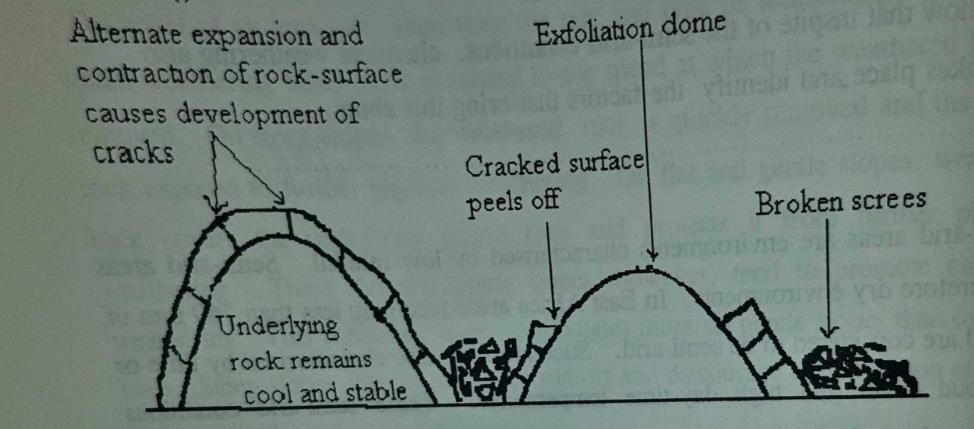 Alternate expansion and
contraction of rock-surface
causes development of
cracks
Exfoliation dome
Cracked surface
peels off
Broken screes
Underlying
rock remains
cool and stable